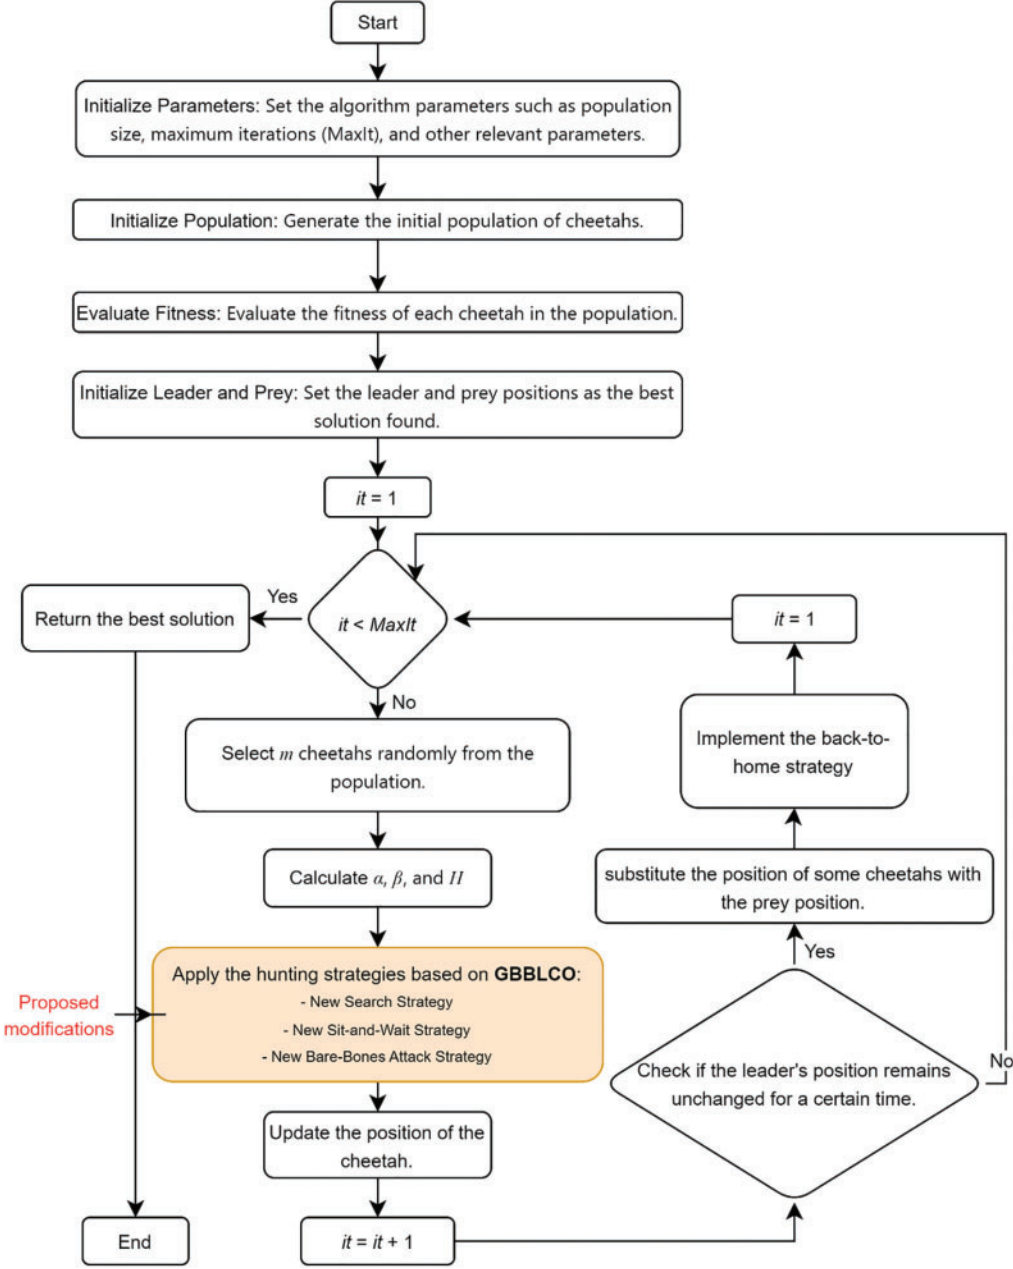 Start
Initialize Parameters: Set the algorithm parameters such as population
size, maximum iterations (MaxIt), and other relevant parameters.
Initialize Population: Generate the initial population of cheetahs.
Evaluate Fitness: Evaluate the fitness of each cheetah in the population.
Initialize Leader and Prey: Set the leader and prey positions as the best
solution found.
it = 1
Yes
Return the best solution
it < MaxIt
it = 1
No
Select m cheetahs randomly from the
population.
Implement the back-to-
home strategy
Calculate α, β, and H
substitute the position of some cheetahs with
the prey position.
Yes
Apply the hunting strategies based on GBBLCO:
- New Search Strategy
- New Sit-and-Wait Strategy
- New Bare-Bones Attack Strategy
Proposed
modifications
Check if the leader's position remains
unchanged for a certain time.
No
Update the position of the
cheetah.
End
it = it + 1